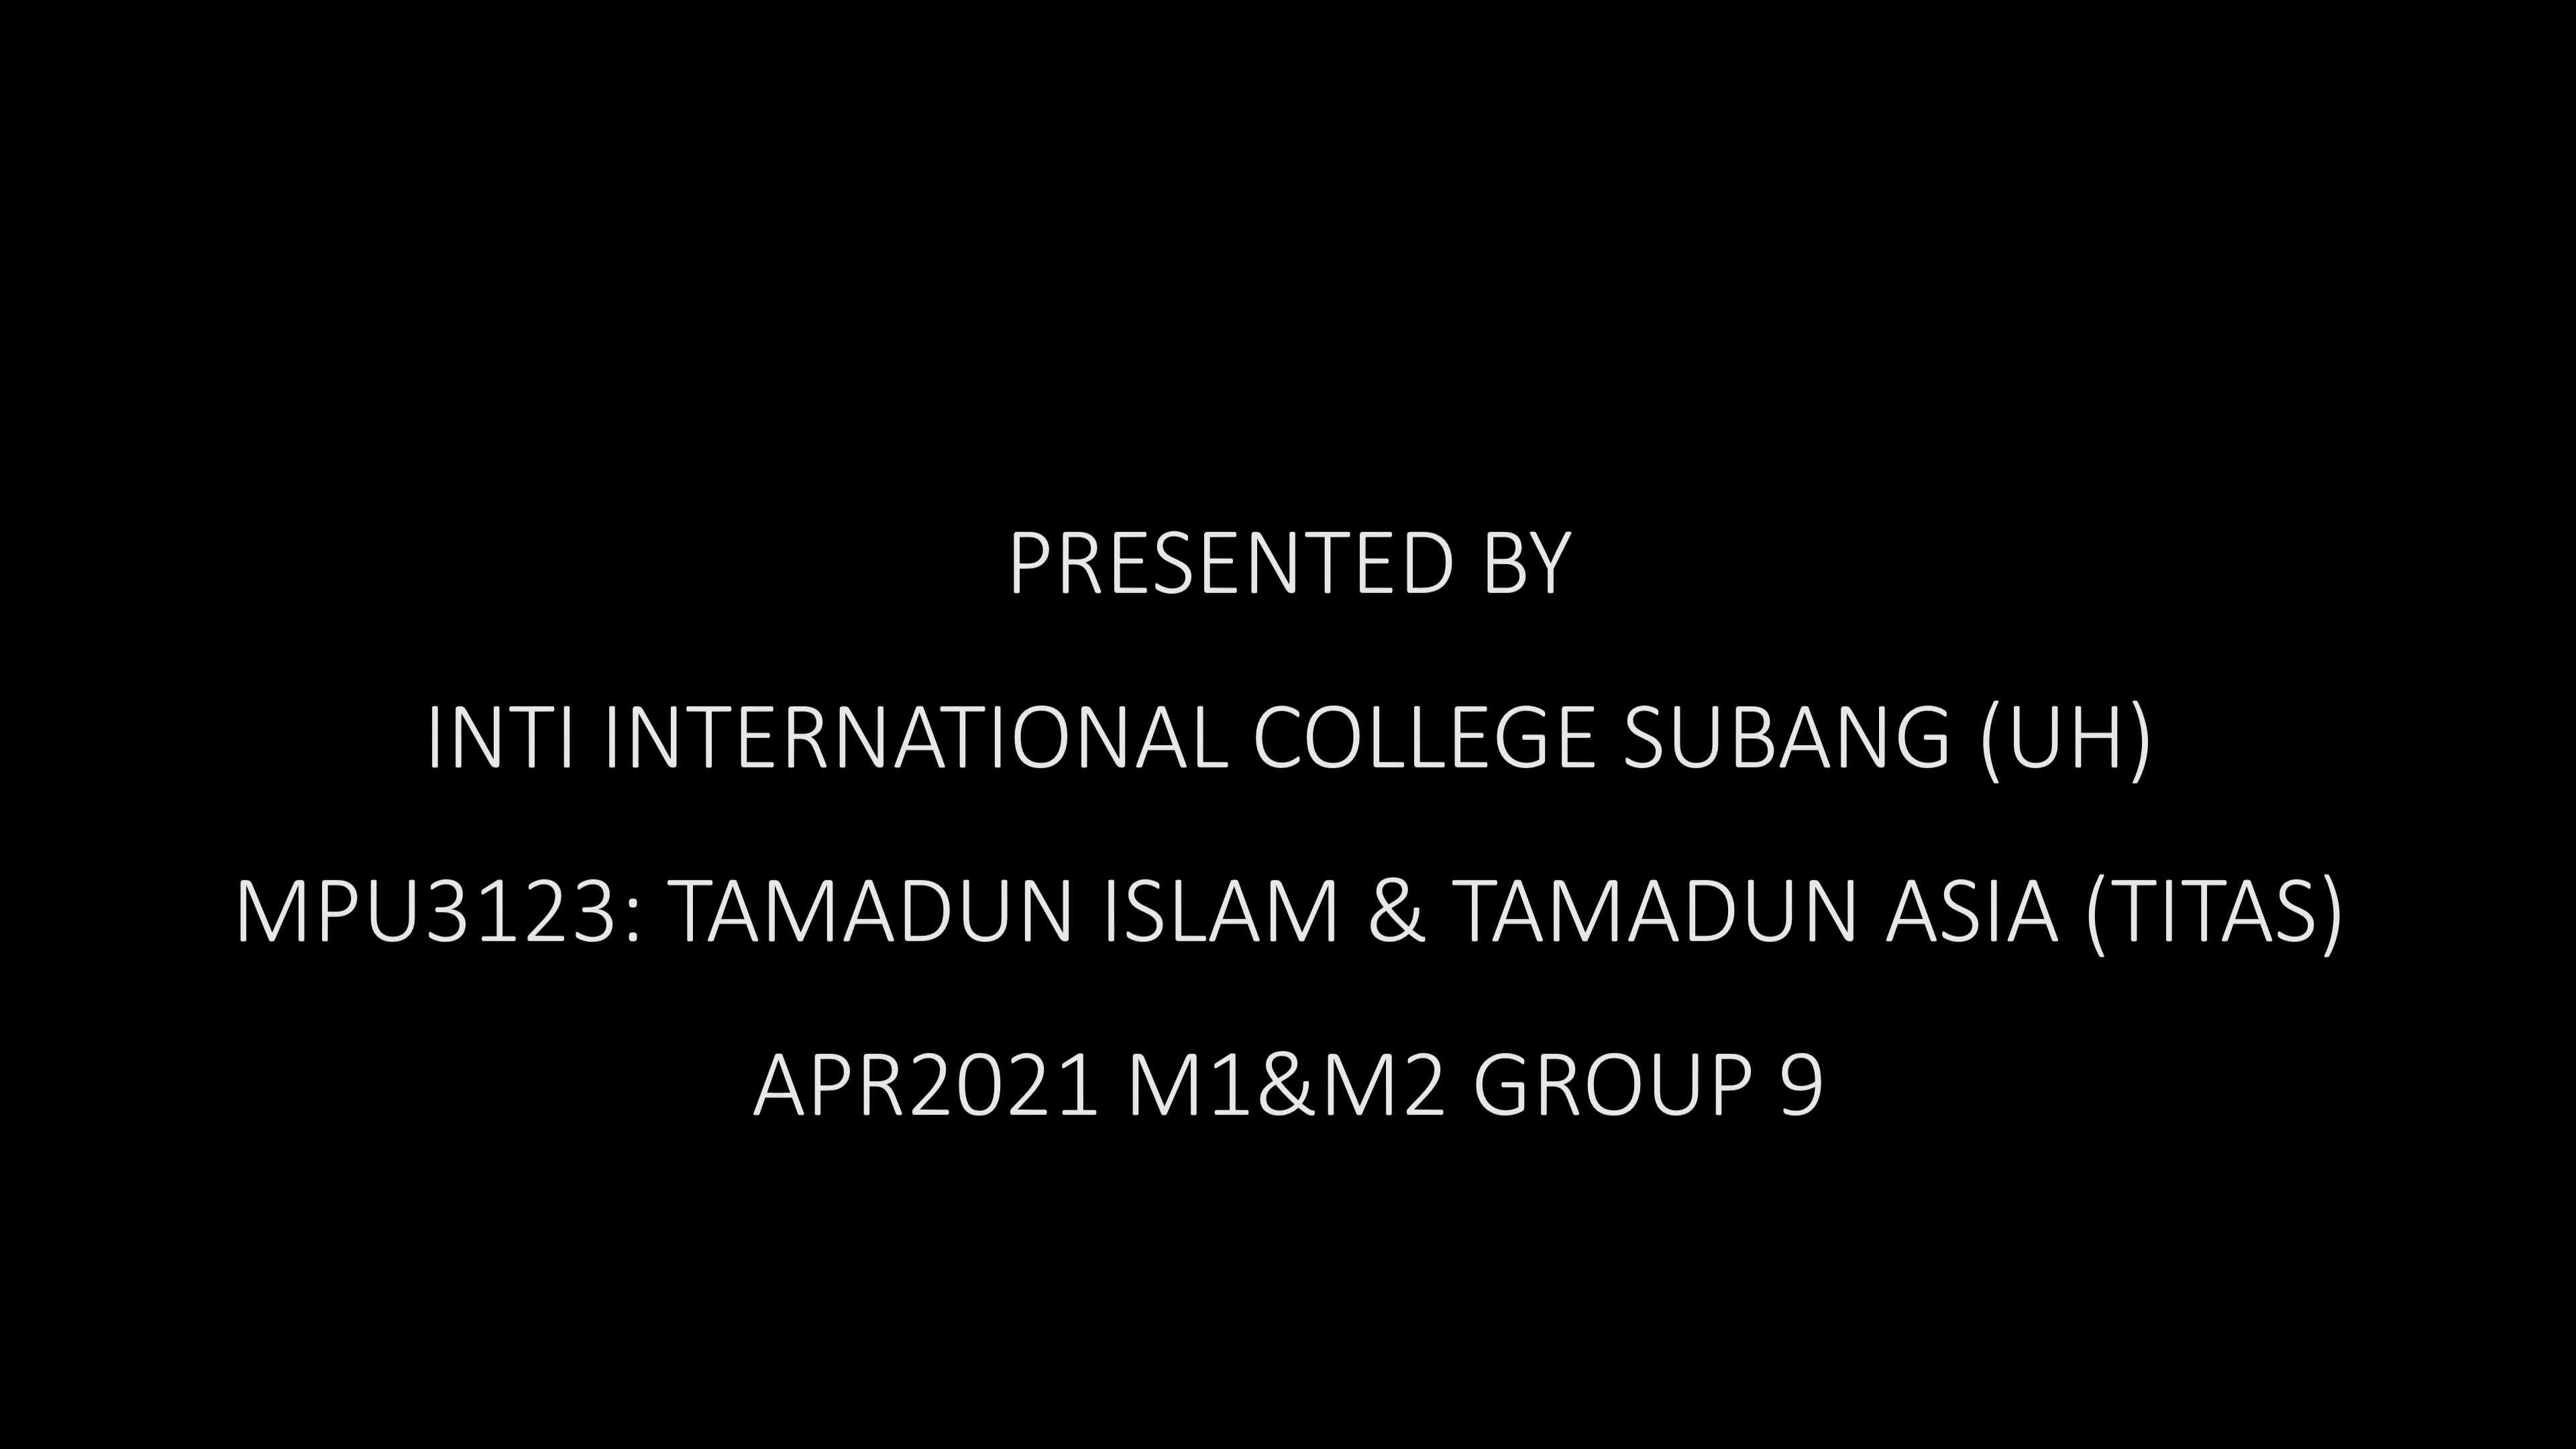 PRESENTED BY
INTI INTERNATIONAL COLLEGE SUBANG (UH)
MPU3123: TAMADUN ISLAM & TAMADUN ASIA (TITAS)
APR2021 M1&M2 GROUP 9